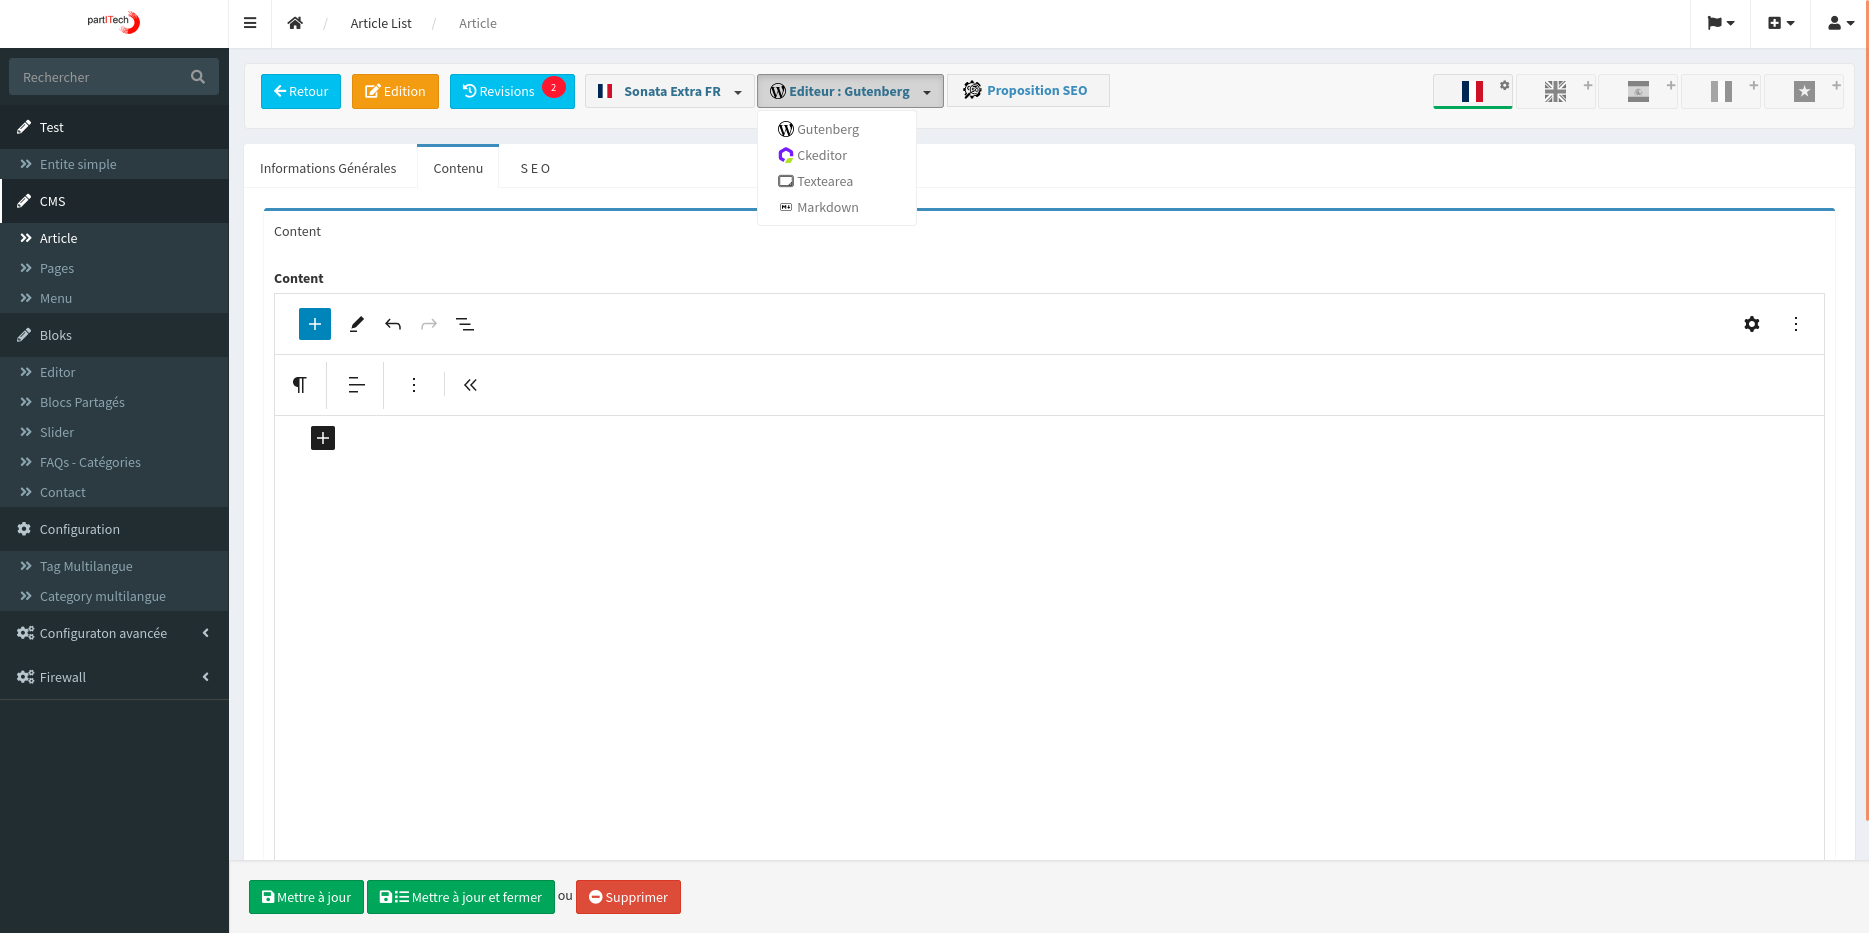 partITech
Article List / Article
Rechercher
Test
Entite simple
CMS
Article
Pages
Menu
Bloks
Editor
Blocs Partagés
Slider
FAQs - Catégories
Contact
Configuration
Tag Multilangue
Category multilangue
Configuraton avancée
Firewall
Retour
Edition
Revisions 2
Sonata Extra FR
Editeur : Gutenberg
Proposition SEO
Gutenberg
Ckeditor
Textearea
Markdown
Informations Générales
Contenu
S E O
Content
Content
Mettre à jour
Mettre à jour et fermer
ou
Supprimer